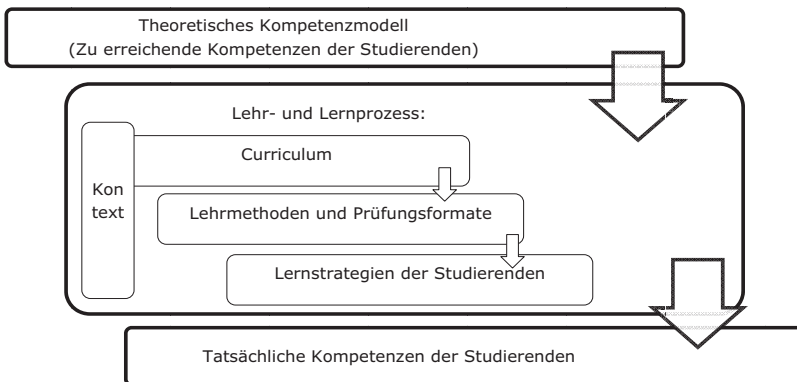 Theoretisches Kompetenzmodell
(Zu erreichende Kompetenzen der Studierenden)
Lehr- und Lernprozess:
Curriculum
Kon
text
Lehrmethoden und Prüfungsformate
Lernstrategien der Studierenden
Tatsächliche Kompetenzen der Studierenden